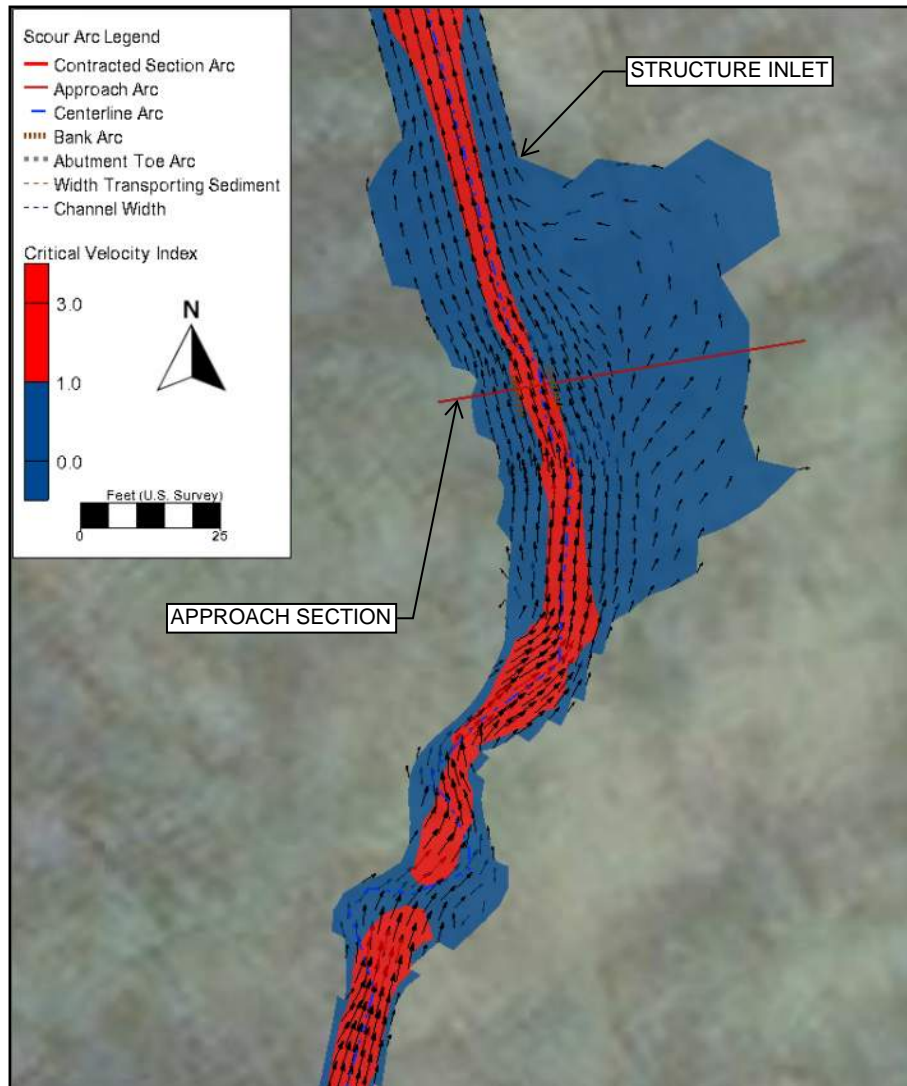 Scour Arc Legend
Contracted Section Arc
Approach Arc
Centerline Arc
Bank Arc
Abutment Toe Arc
Width Transporting Sediment
Channel Width
Critical Velocity Index
3.0
1.0
0.0
N
Feet (U.S. Survey)
0 25
STRUCTURE INLET
APPROACH SECTION